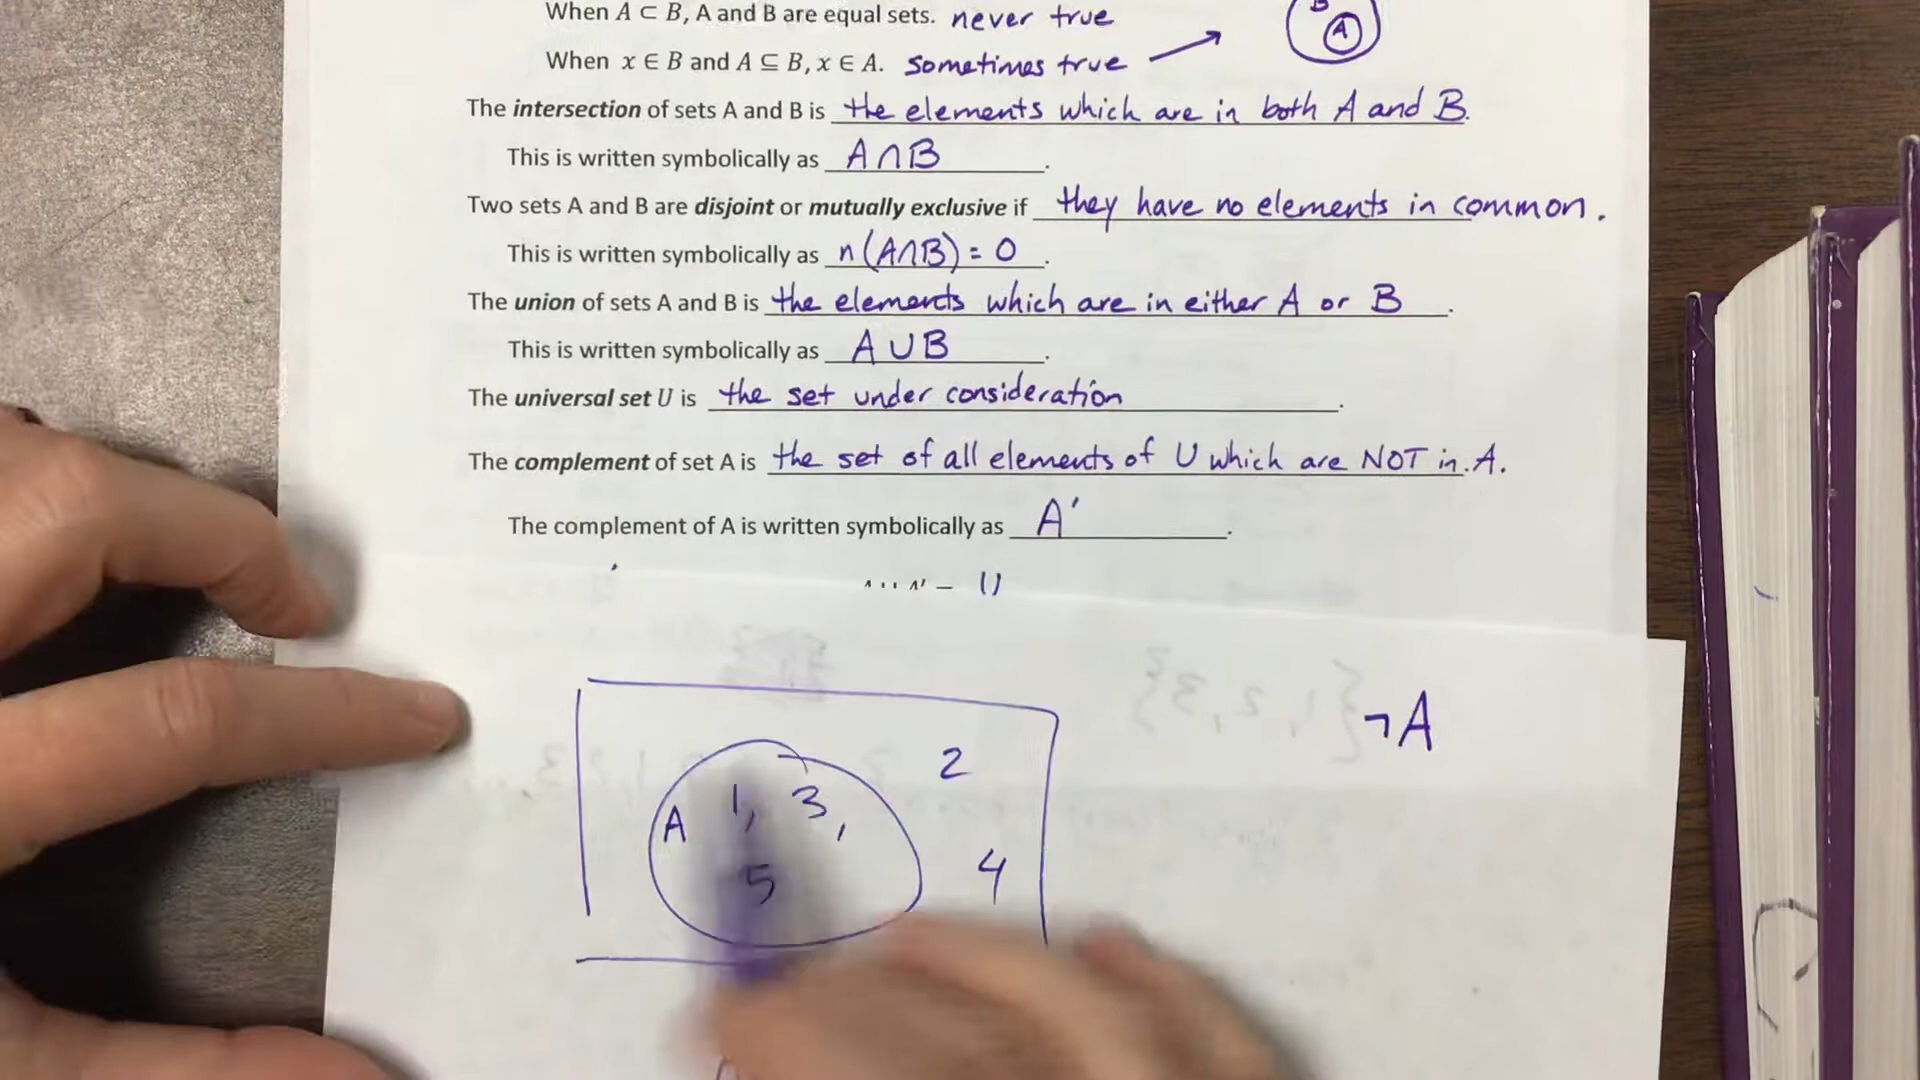 When A ⊂ B, A and B are equal sets. never true
When x ∈ B and A ⊆ B, x ∈ A. sometimes true
B
A
The intersection of sets A and B is the elements which are in both A and B.
This is written symbolically as A∩B.
Two sets A and B are disjoint or mutually exclusive if they have no elements in common.
This is written symbolically as n(A∩B) = 0.
The union of sets A and B is the elements which are in either A or B.
This is written symbolically as A ∪ B.
The universal set U is the set under consideration.
The complement of set A is the set of all elements of U which are NOT in A.
The complement of A is written symbolically as A'.
= U
{1, 2, 3}
¬A
2
A 1, 3,
5 4